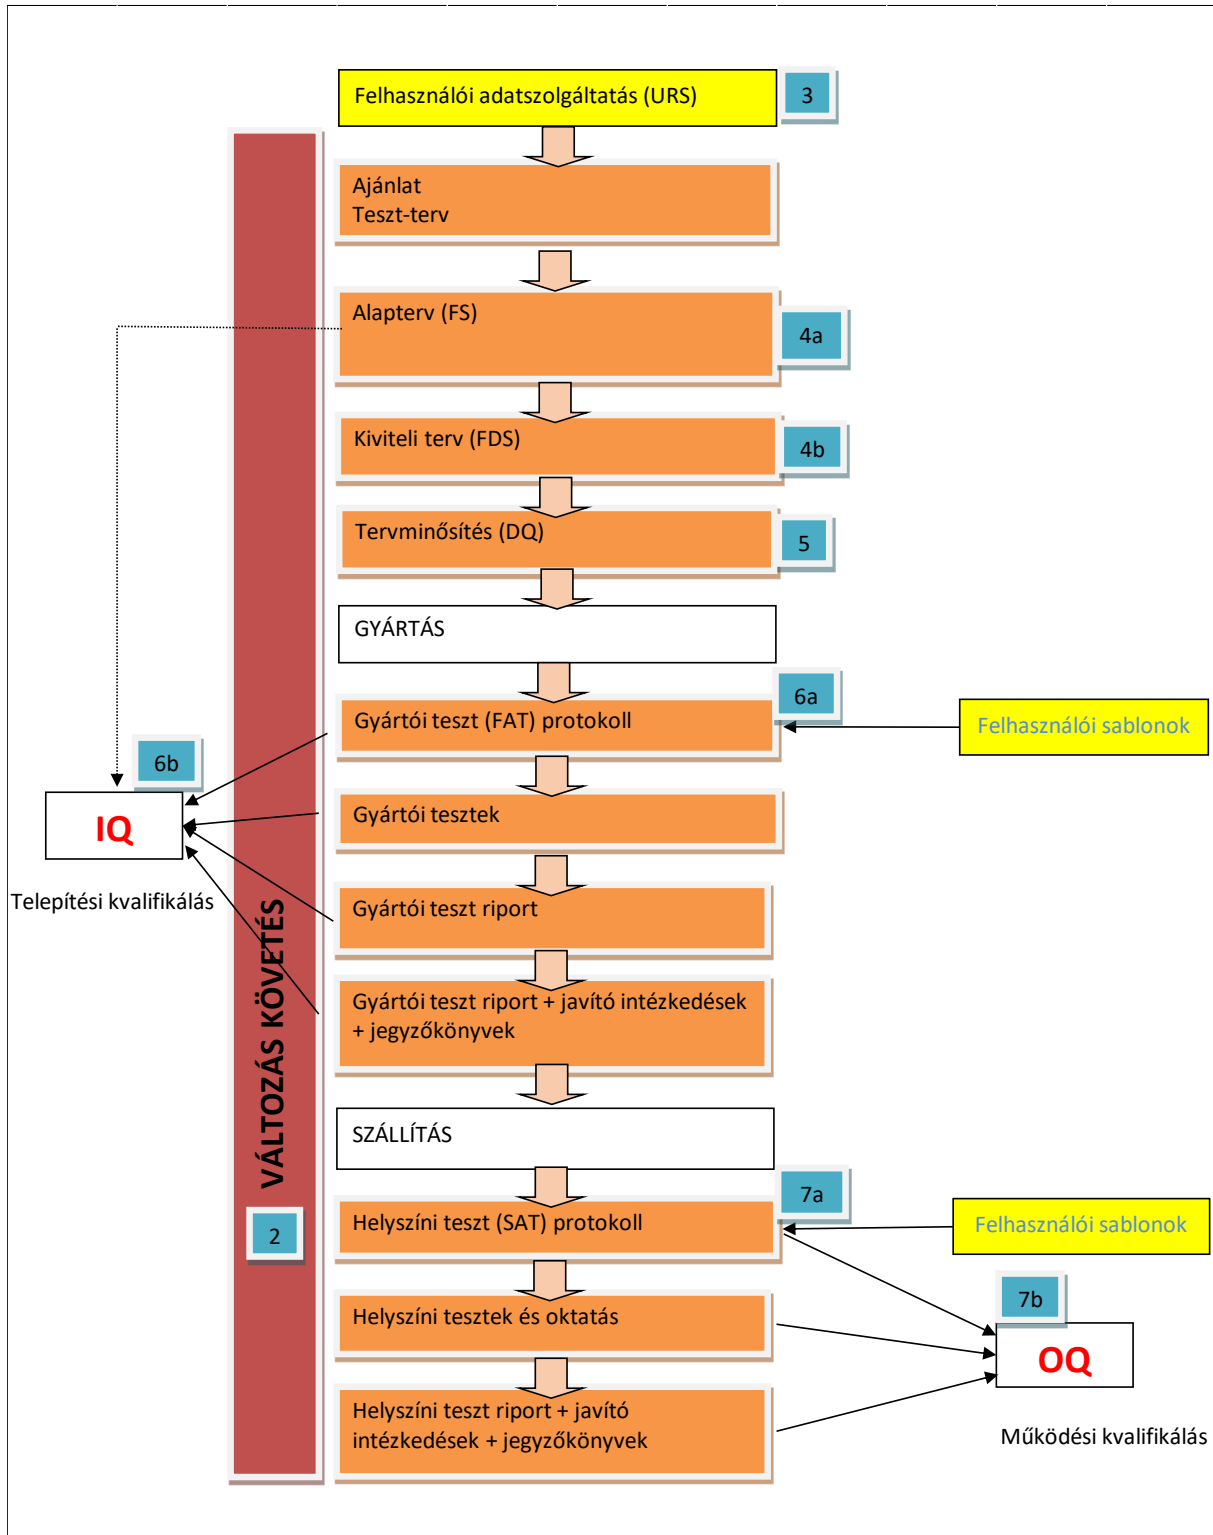 Felhasználói adatszolgáltatás (URS)
3
Ajánlat
Teszt-terv
Alapterv (FS)
4a
Kiviteli terv (FDS)
4b
Tervminősítés (DQ)
5
GYÁRTÁS
6a
Gyártói teszt (FAT) protokoll
Felhasználói sablonok
6b
IQ
Telepítési kvalifikálás
Gyártói tesztek
Gyártói teszt riport
Gyártói teszt riport + javító intézkedések
+ jegyzőkönyvek
VÁLTOZÁS KÖVETÉS
2
SZÁLLÍTÁS
7a
Helyszíni teszt (SAT) protokoll
Felhasználói sablonok
Helyszíni tesztek és oktatás
7b
OQ
Működési kvalifikálás
Helyszíni teszt riport + javító
intézkedések + jegyzőkönyvek